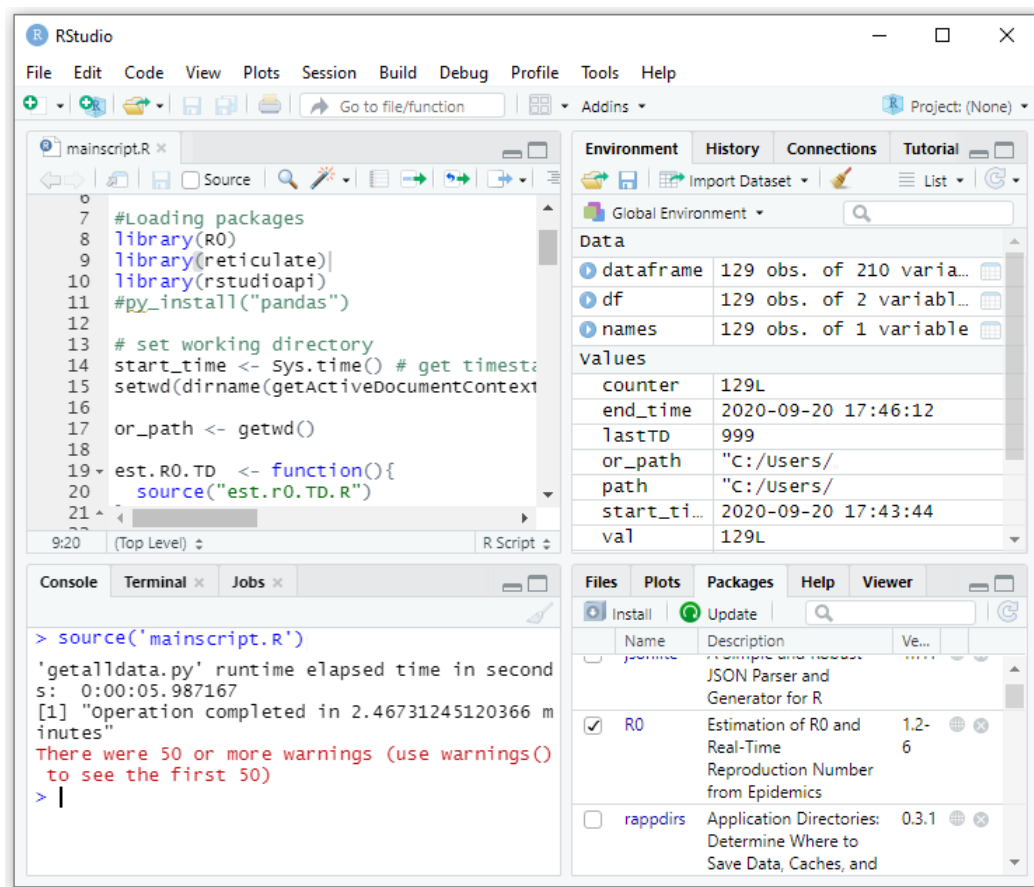 RStudio
File Edit Code View Plots Session Build Debug Profile Tools Help
Go to file/function Addins Project: (None)
mainscript.R
Source
6
7 #Loading packages
8 library(R0)
9 library(reticulate)
10 library(rstudioapi)
11 #py_install("pandas")
12
13 # set working directory
14 start_time <- Sys.time() # get timesta
15 setwd(dirname(getActiveDocumentContext
16
17 or_path <- getwd()
18
19 est.R0.TD <- function(){
20 source("est.r0.TD.R")
21
9:20 (Top Level) R Script
Environment History Connections Tutorial
Import Dataset List
Global Environment
Data
dataframe 129 obs. of 210 varia…
df 129 obs. of 2 variabl…
names 129 obs. of 1 variable
Values
counter 129L
end_time 2020-09-20 17:46:12
lastTD 999
or_path "C:/Users/
path "C:/Users/
start_ti… 2020-09-20 17:43:44
val 129L
Console Terminal Jobs
> source('mainscript.R')
'getalldata.py' runtime elapsed time in second
s: 0:00:05.987167
[1] "Operation completed in 2.46731245120366 m
inutes"
There were 50 or more warnings (use warnings()
to see the first 50)
>
Files Plots Packages Help Viewer
Install Update
Name Description Ve...
JSON Parser and
Generator for R
R0 Estimation of R0 and 1.2-
Real-Time 6
Reproduction Number
from Epidemics
rappdirs Application Directories: 0.3.1
Determine Where to
Save Data, Caches, and